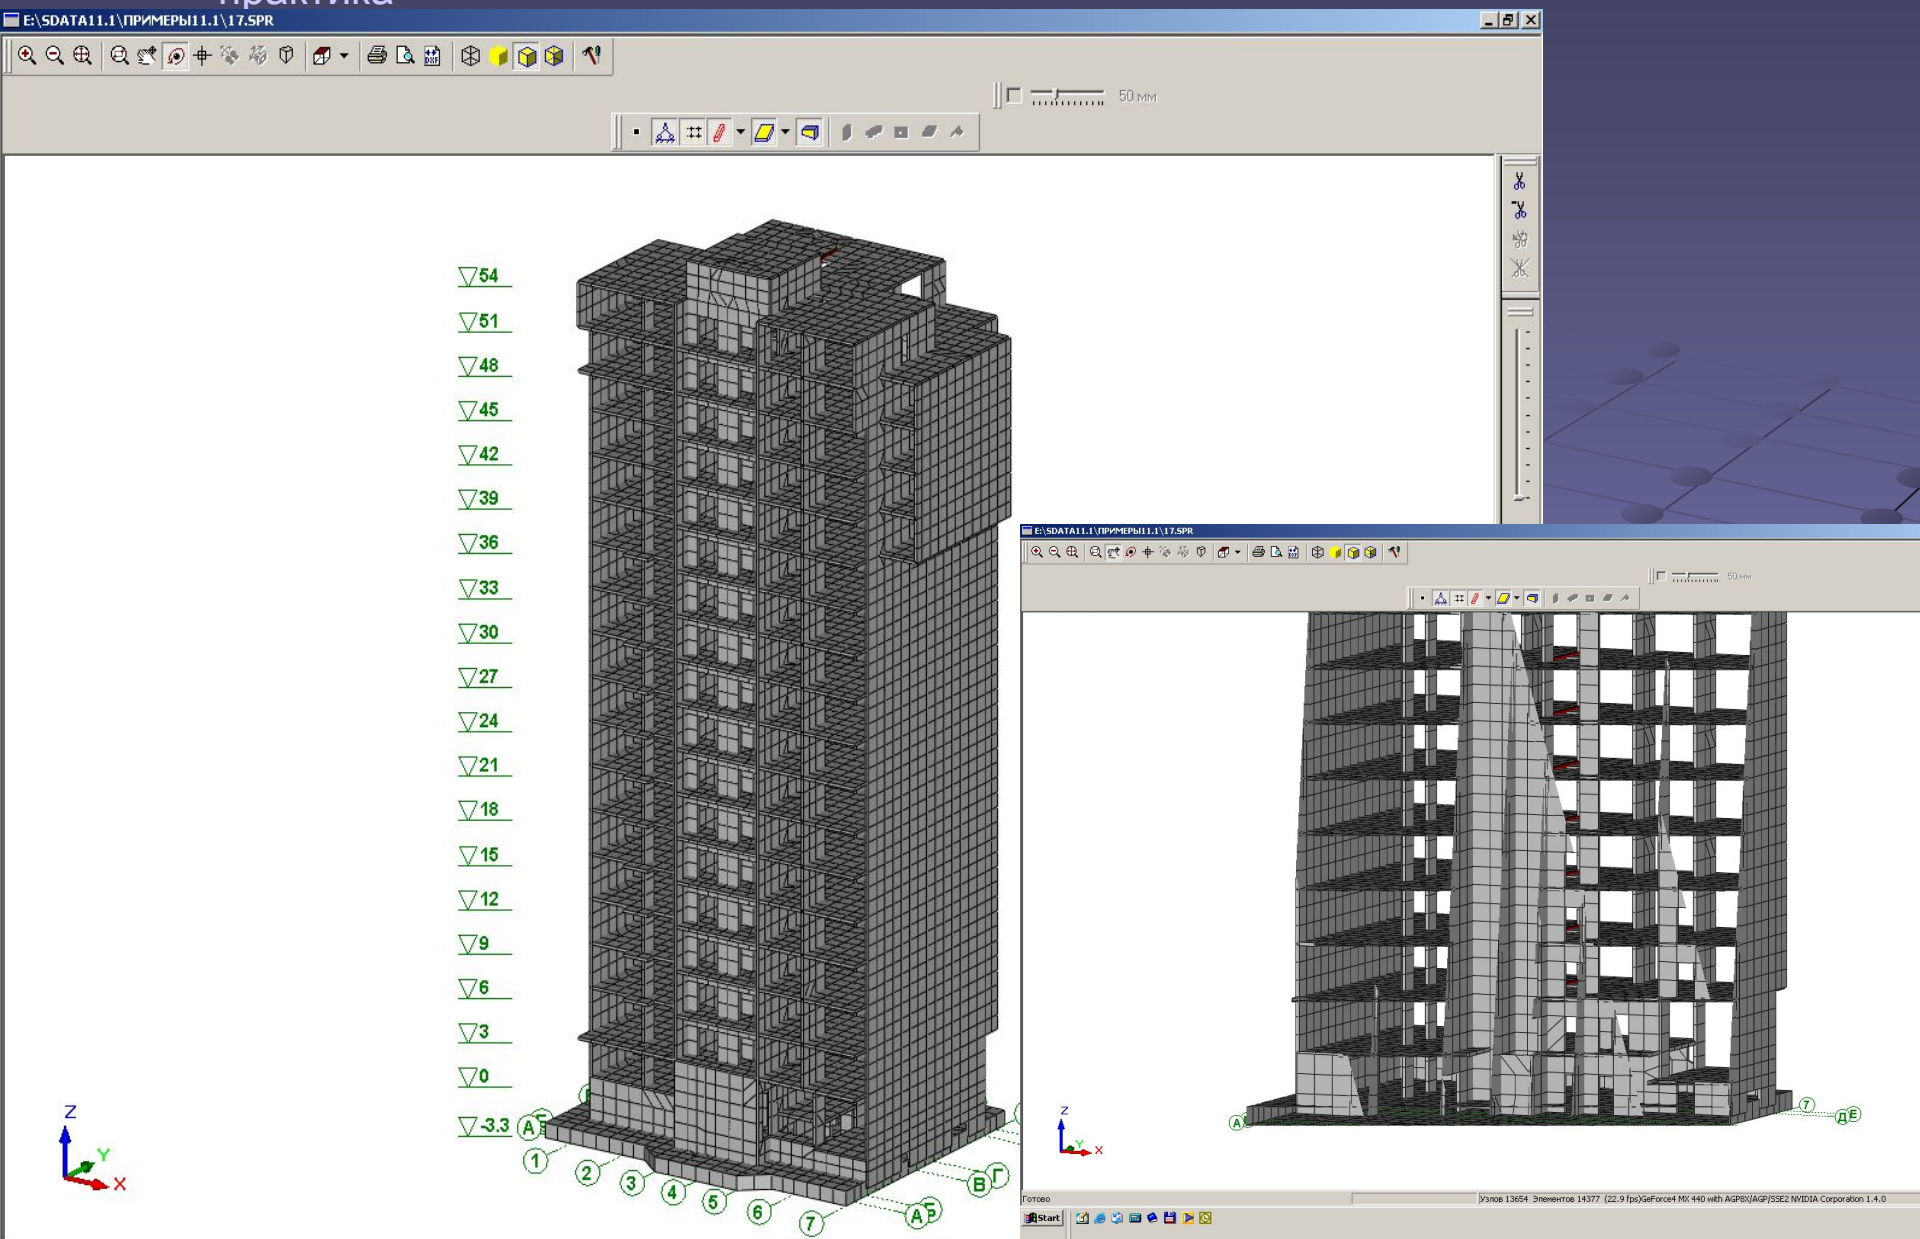 практика
E:\SDATA11.1\ПРИМЕРЫ11.1\17.SPR
DXF
50 мм
54
51
48
45
42
39
36
33
30
27
24
21
18
15
12
9
6
3
0
-3.3
А Б
1
2
3
4
5
6
7
А Б
В Г
Z
Y
X
E:\SDATA11.1\ПРИМЕРЫ11.1\17.SPR
50 мм
А
7
Д Е
Z
Y
X
Готово
Узлов 13654 Элементов 14377 (22.9 fps)GeForce4 MX 440 with AGP8X/AGP/SSE2 NVIDIA Corporation 1.4.0
Start